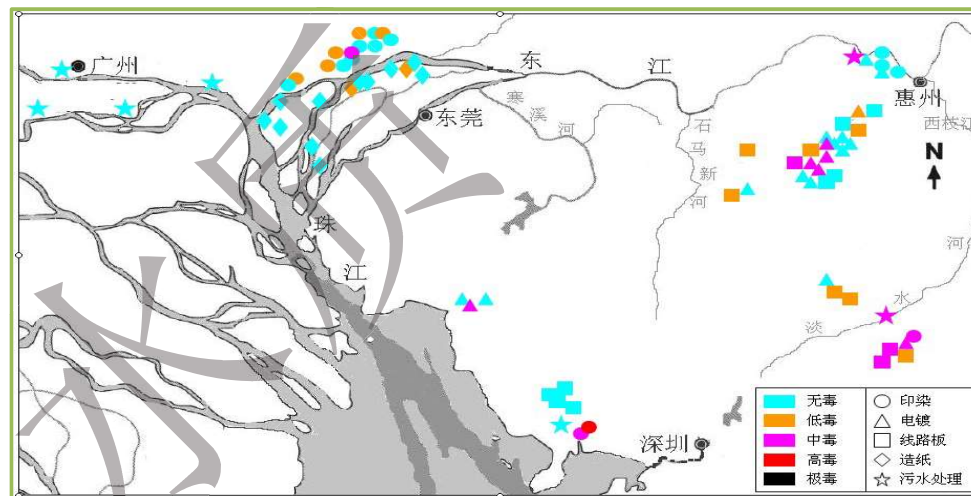 广州
东江
惠州
西枝江
东莞
寒溪河
石马新河
N
珠江
淡水河
深圳
无毒
低毒
中毒
高毒
极毒
印染
电镀
线路板
造纸
污水处理